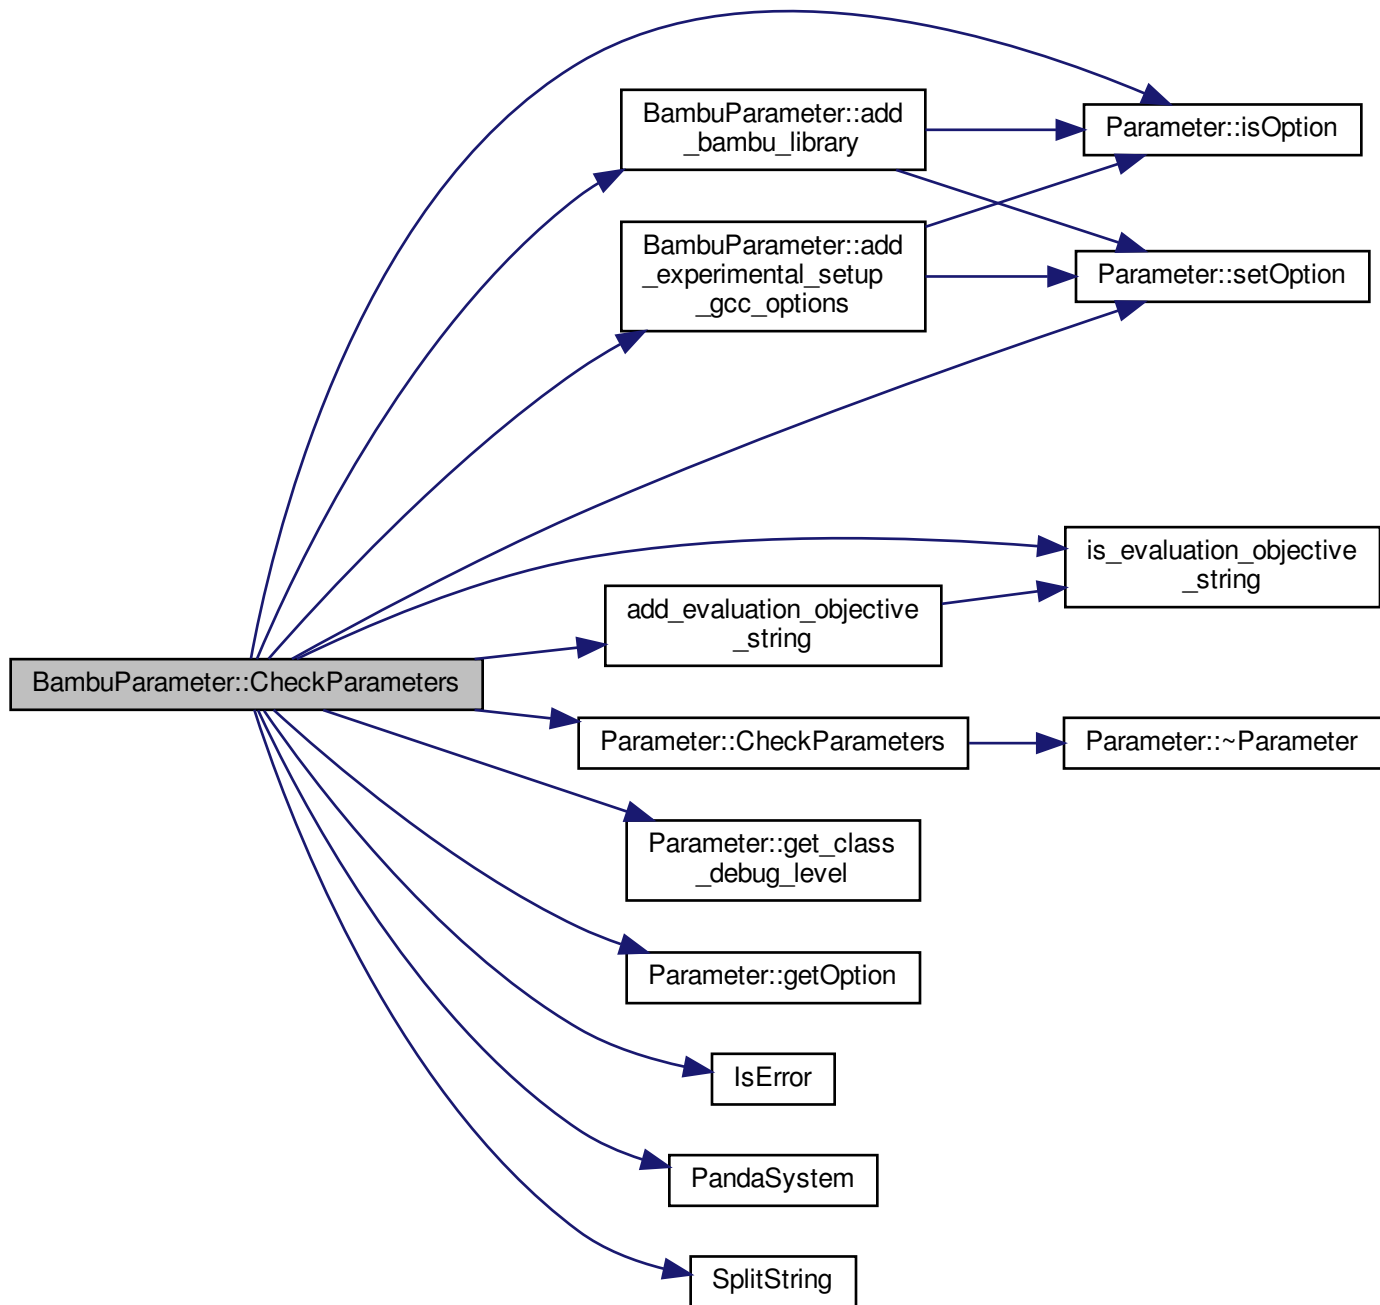 BambuParameter::add
_bambu_library
Parameter::isOption
BambuParameter::add
_experimental_setup
_gcc_options
Parameter::setOption
is_evaluation_objective
_string
add_evaluation_objective
_string
BambuParameter::CheckParameters
Parameter::CheckParameters
Parameter::~Parameter
Parameter::get_class
_debug_level
Parameter::getOption
IsError
PandaSystem
SplitString